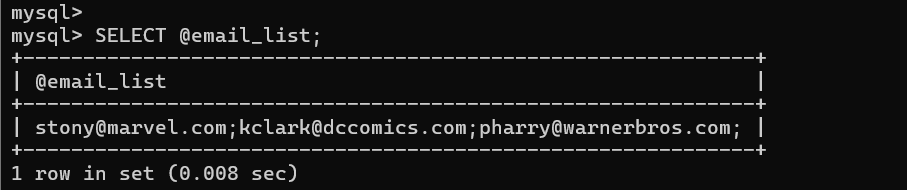 mysql>
mysql> SELECT @email_list;
+-------------------------------------------------------------+
| @email_list                                                 |
+-------------------------------------------------------------+
| stony@marvel.com;kclark@dccomics.com;pharry@warnerbros.com; |
+-------------------------------------------------------------+
1 row in set (0.008 sec)